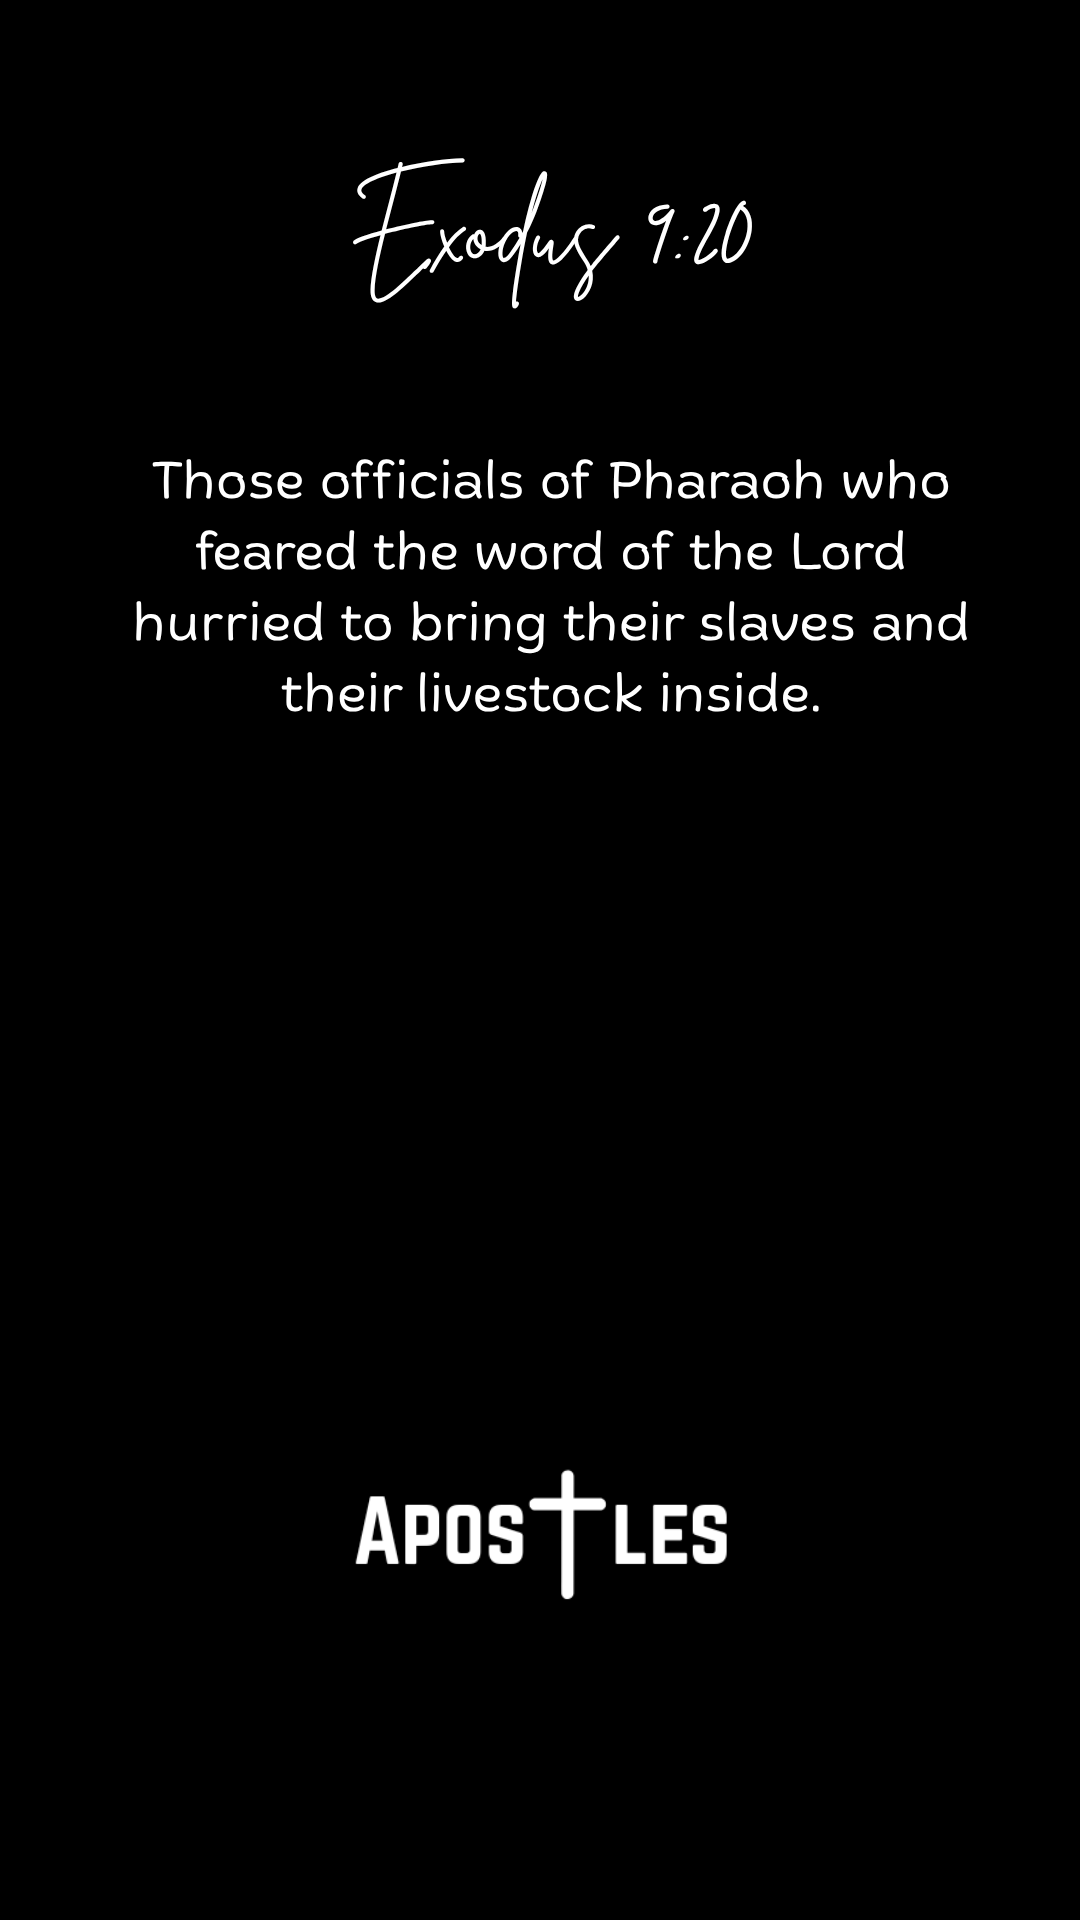 Exodus 9:20
Those officials of Pharaoh who
feared the word of the Lord
hurried to bring their slaves and
their livestock inside.
APOSTLES